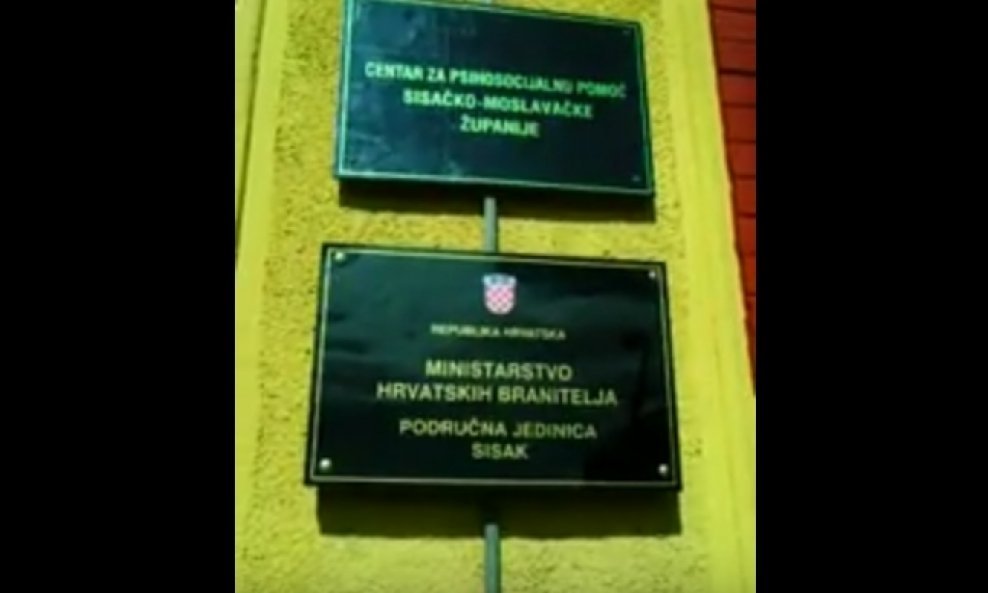 CENTAR ZA PSIHOSOCIJALNU POMOĆ
SISAČKO-MOSLAVAČKE
ŽUPANIJE
REPUBLIKA HRVATSKA
MINISTARSTVO
HRVATSKIH BRANITELJA
PODRUČNA JEDINICA
SISAK